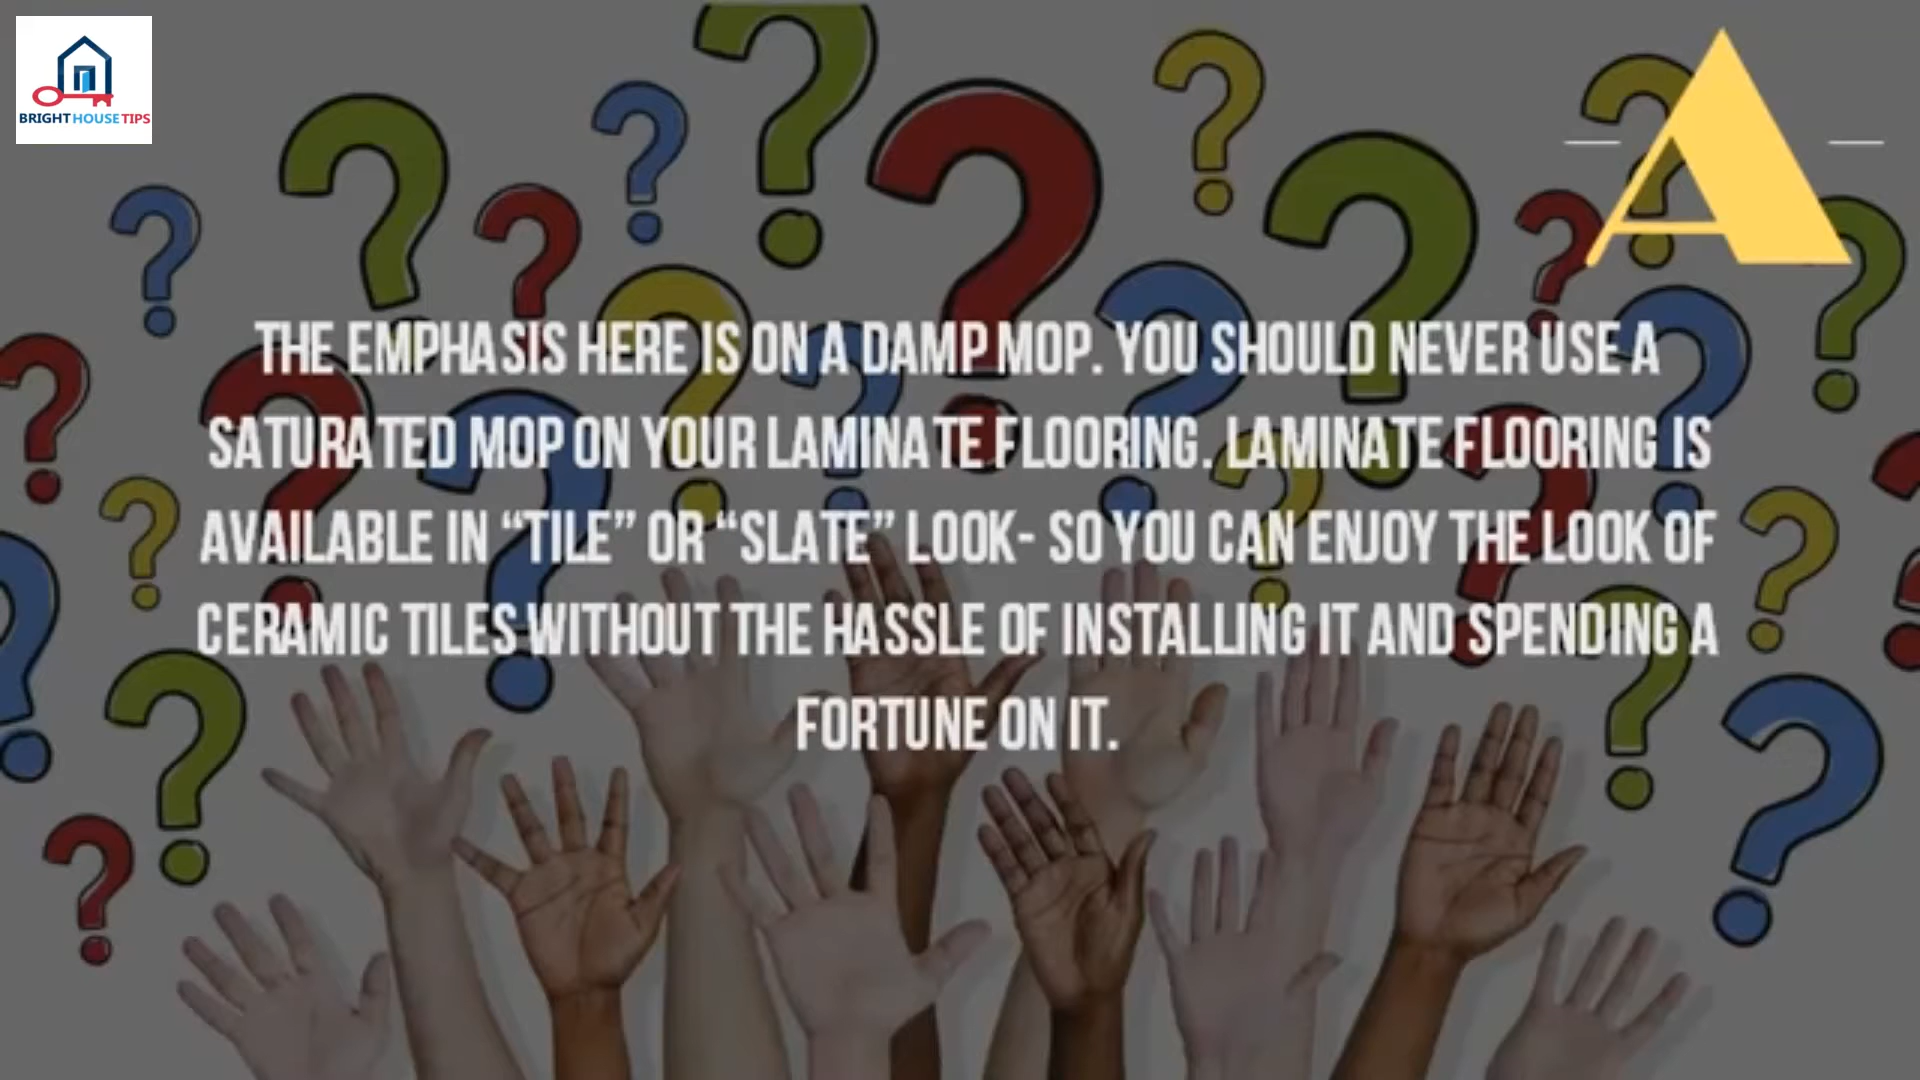 BRIGHT HOUSE TIPS
A
THE EMPHASIS HERE IS ON A DAMP MOP. YOU SHOULD NEVER USE A
SATURATED MOP ON YOUR LAMINATE FLOORING. LAMINATE FLOORING IS
AVAILABLE IN “TILE” OR “SLATE” LOOK- SO YOU CAN ENJOY THE LOOK OF
CERAMIC TILES WITHOUT THE HASSLE OF INSTALLING IT AND SPENDING A
FORTUNE ON IT.